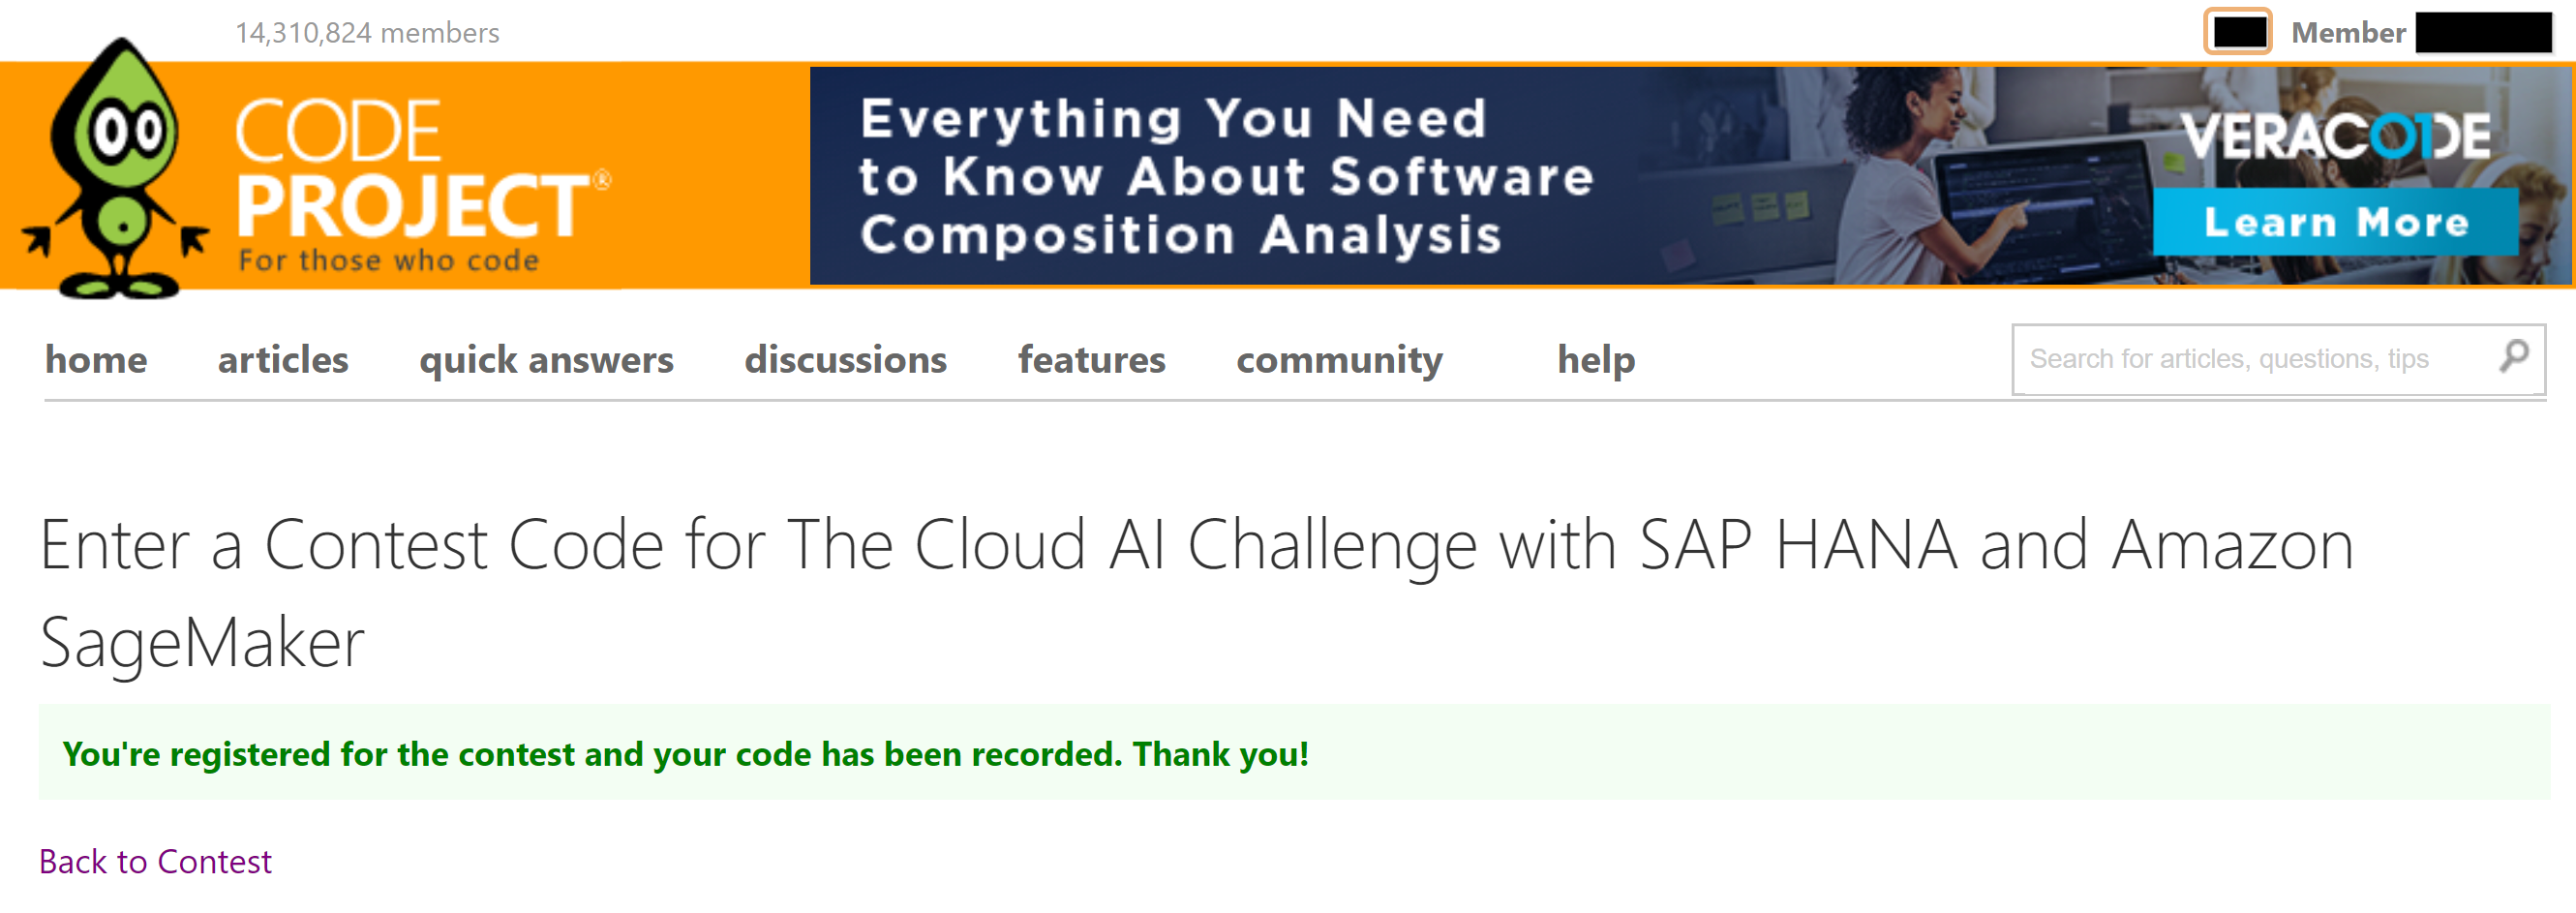 14,310,824 members
Member
CODE
PROJECT®
For those who code
Everything You Need
to Know About Software
Composition Analysis
VERACODE
Learn More
home articles quick answers discussions features community help
Search for articles, questions, tips
Enter a Contest Code for The Cloud AI Challenge with SAP HANA and Amazon
SageMaker
You're registered for the contest and your code has been recorded. Thank you!
Back to Contest